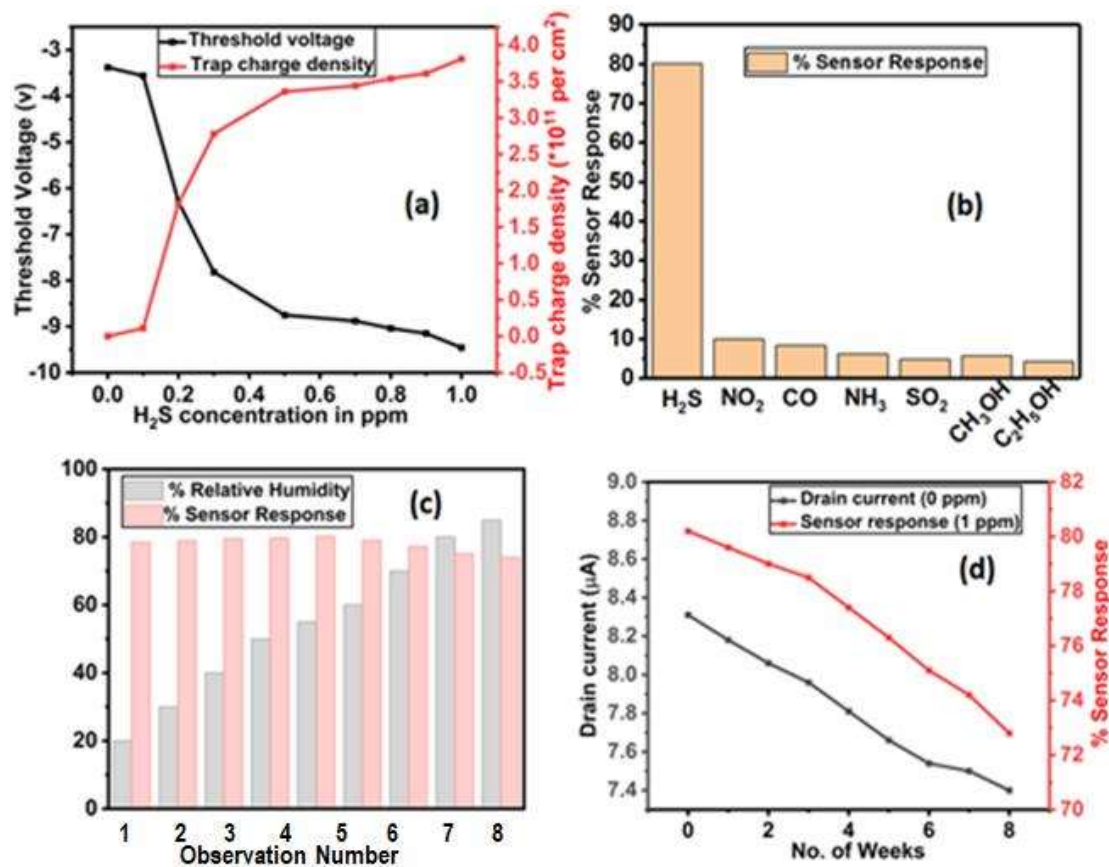 Threshold voltage
Trap charge density
-3
-4
-5
-6
-7
-8
-9
-10
Threshold Voltage (v)
(a)
4.0
3.5
3.0
2.5
2.0
1.5
1.0
0.5
0.0
-0.5
Trap charge density (*10¹¹ per cm²)
0.0 0.2 0.4 0.6 0.8 1.0
H₂S concentration in ppm
90
80
70
60
50
40
30
20
10
0
% Sensor Response
% Sensor Response
(b)
H₂S NO₂ CO NH₃ SO₂ CH₃OH C₂H₅OH
100
80
60
40
20
0
% Relative Humidity
% Sensor Response
(c)
1 2 3 4 5 6 7 8
Observation Number
9.0
8.8
8.6
8.4
8.2
8.0
7.8
7.6
7.4
Drain current (μA)
Drain current (0 ppm)
Sensor response (1 ppm)
(d)
82
80
78
76
74
72
70
% Sensor Response
0 2 4 6 8
No. of Weeks